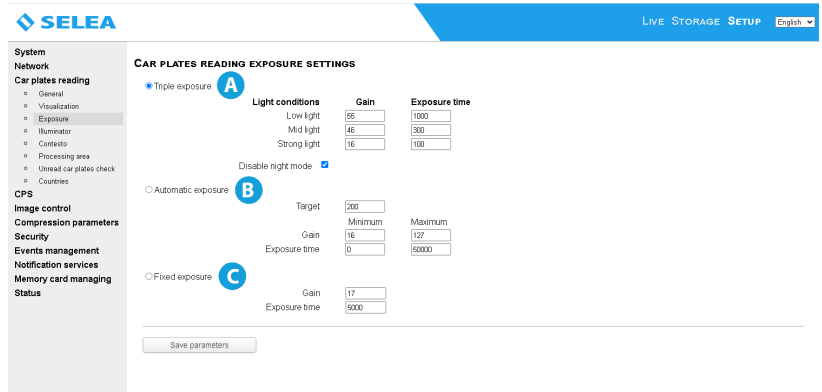 SELEA
LIVE STORAGE SETUP English
System
Network
Car plates reading
General
Visualization
Exposure
Illuminator
Contesto
Processing area
Unread car plates check
Countries
CPS
Image control
Compression parameters
Security
Events management
Notification services
Memory card managing
Status
CAR PLATES READING EXPOSURE SETTINGS
Triple exposure A
Light conditions Gain Exposure time
Low light 55 1000
Mid light 46 300
Strong light 16 100
Disable night mode
Automatic exposure B
Target 200
Minimum Maximum
Gain 16 127
Exposure time 0 50000
Fixed exposure C
Gain 17
Exposure time 5000
Save parameters